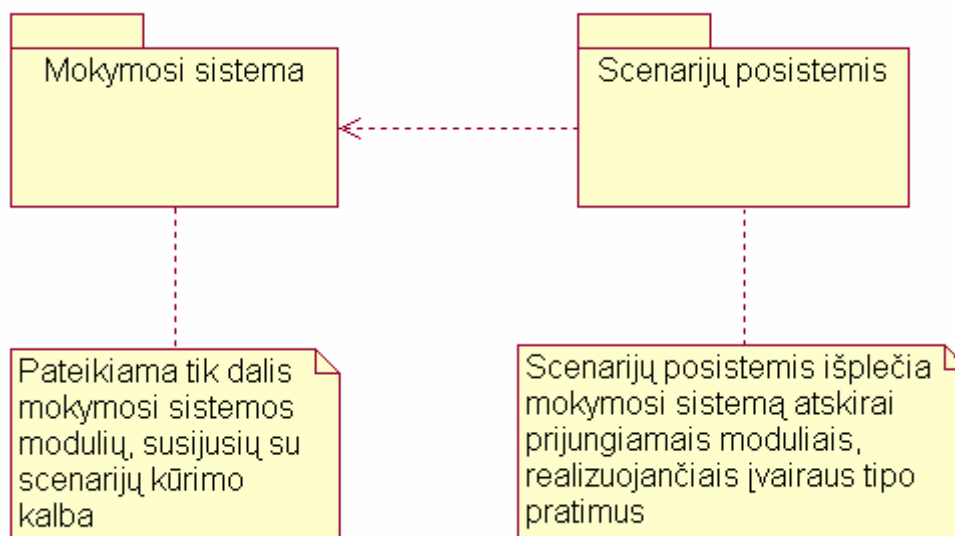 Mokymosi sistema
Scenarijų posistemis
Pateikiama tik dalis
mokymosi sistemos
modulių, susijusių su
scenarijų kūrimo
kalba
Scenarijų posistemis išplečia
mokymosi sistemą atskirai
prijungiamais moduliais,
realizuojančiais įvairaus tipo
pratimus